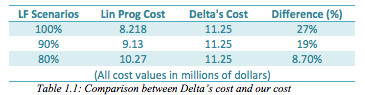 LF Scenarios Lin Prog Cost Delta's Cost Difference (%)
100% 8.218 11.25 27%
90% 9.13 11.25 19%
80% 10.27 11.25 8.70%
(All cost values in millions of dollars)
Table 1.1: Comparison between Delta's cost and our cost